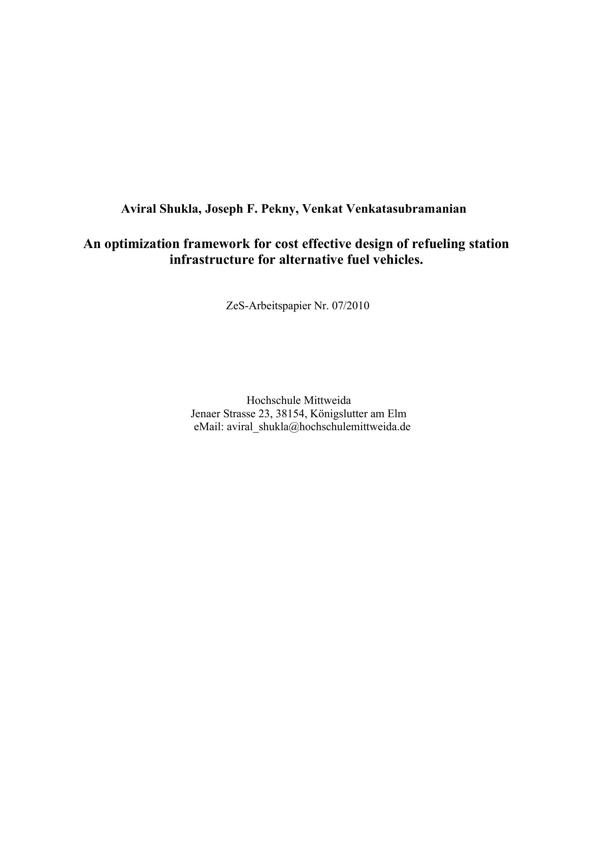 Aviral Shukla, Joseph F. Pekny, Venkat Venkatasubramanian
An optimization framework for cost effective design of refueling station
infrastructure for alternative fuel vehicles.
ZeS-Arbeitspapier Nr. 07/2010
Hochschule Mittweida
Jenaer Strasse 23, 38154, Königslutter am Elm
eMail: aviral_shukla@hochschulemittweida.de